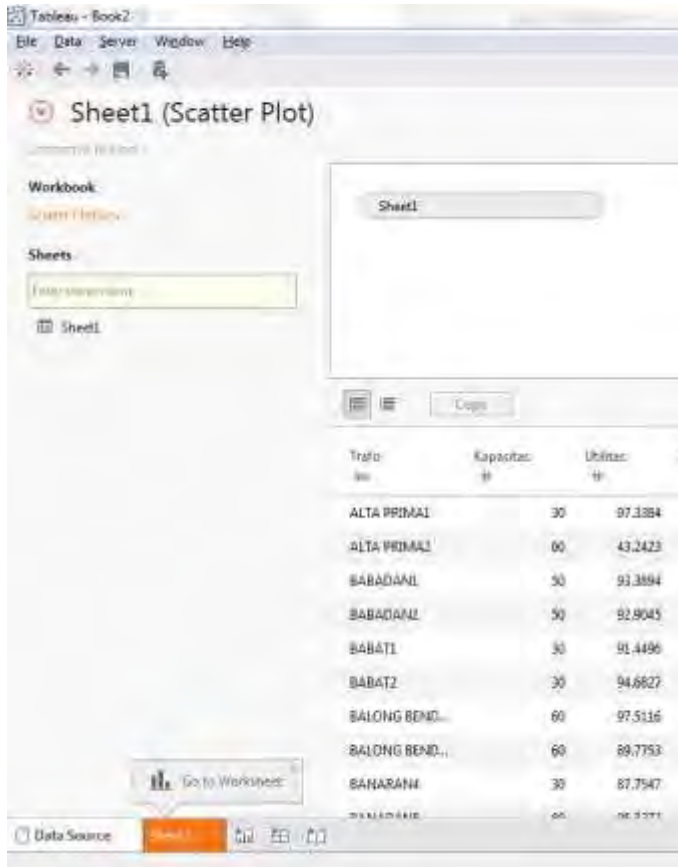 Tableau - Book2
File Data Server Window Help
Sheet1 (Scatter Plot)
Workbook
Sheets
Sheet1
Sheet1
Copy
Trafo Kapasitas Utilitas
ALTA PRIMA1 30 97.3384
ALTA PRIMA2 60 43.2423
BABADAN1 50 93.3894
BABADAN2 50 92.9045
BABAT1 30 91.4496
BABAT2 30 94.6827
BALONG BEND... 60 97.5116
BALONG BEND... 60 89.7753
BANARAN4 30 87.7547
Go to Worksheet
Data Source